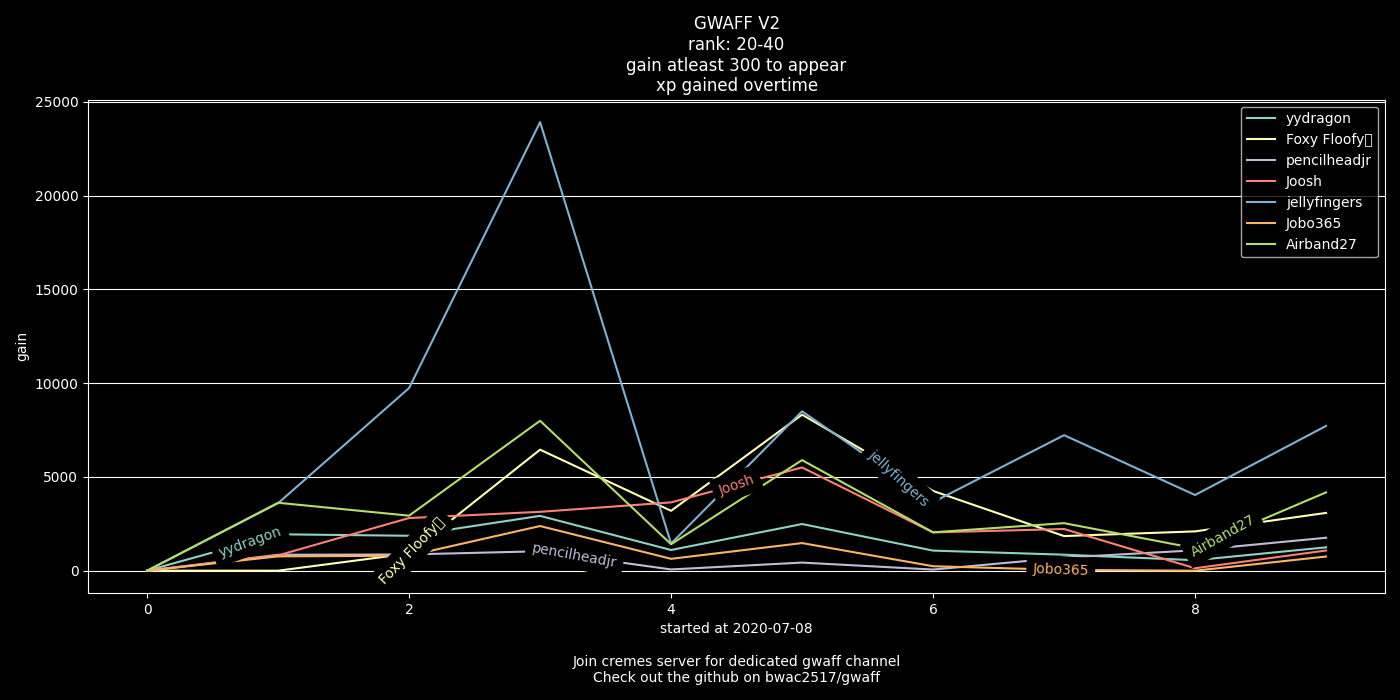 GWAFF V2
rank: 20-40
gain atleast 300 to appear
xp gained overtime
25000
20000
15000
10000
5000
0
gain
yydragon
Foxy Floofy
pencilheadjr
Joosh
jellyfingers
Jobo365
Airband27
yydragon
Foxy Floofy
pencilheadjr
Joosh
jellyfingers
Jobo365
Airband27
0 2 4 6 8
started at 2020-07-08
Join cremes server for dedicated gwaff channel
Check out the github on bwac2517/gwaff